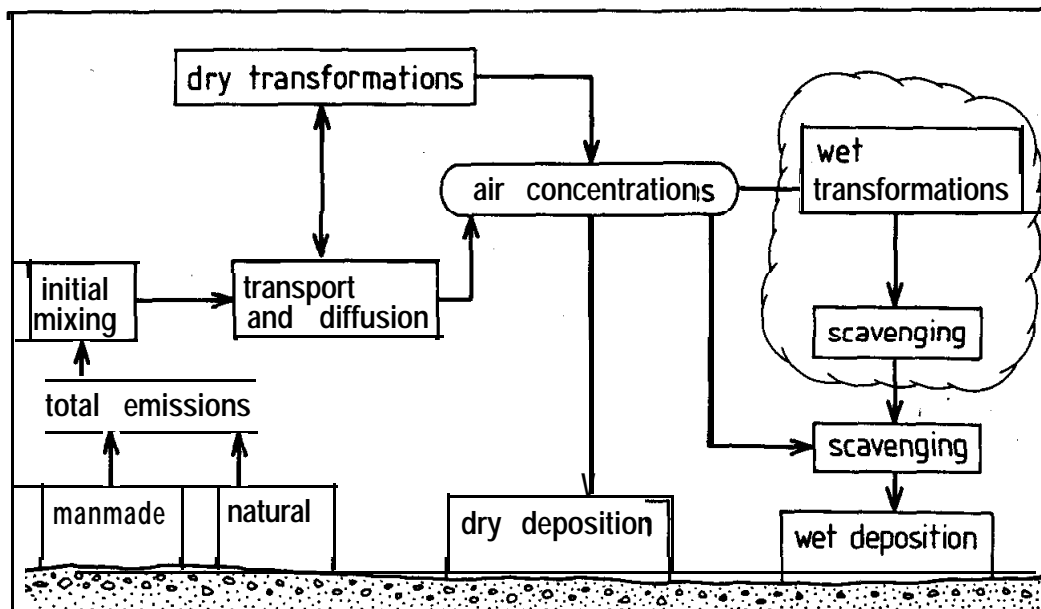 dry transformations
wet
transformations
air concentrations
initial
mixing
transport
and diffusion
scavenging
total emissions
scavenging
manmade
natural
dry deposition
wet deposition